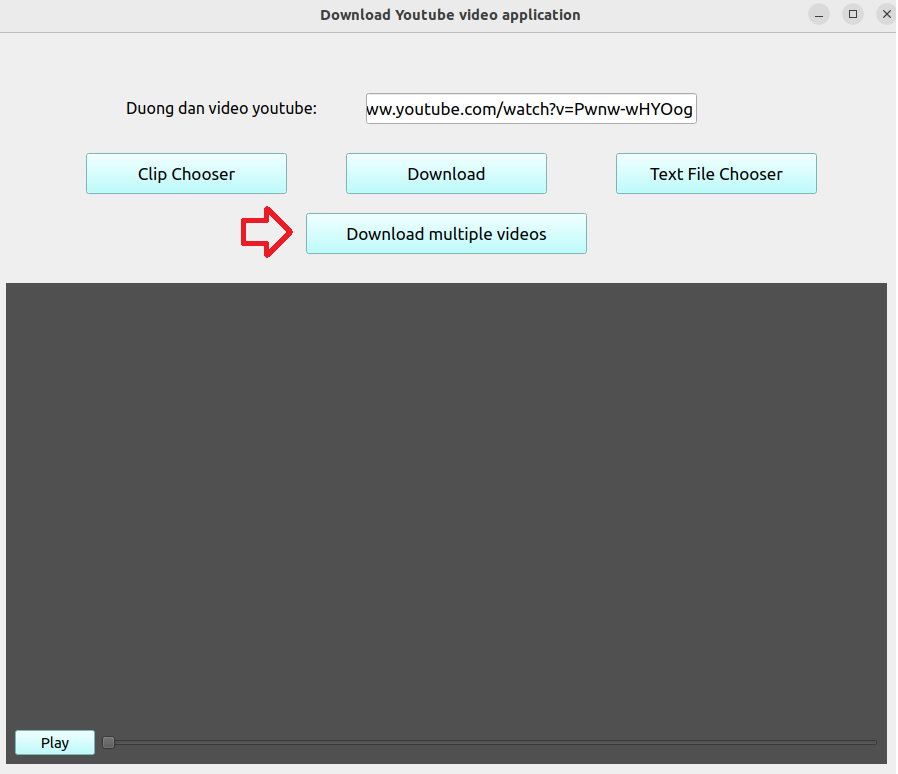 Download Youtube video application
Duong dan video youtube: ww.youtube.com/watch?v=Pwnw-wHYOog
Clip Chooser Download Text File Chooser
Download multiple videos
Play